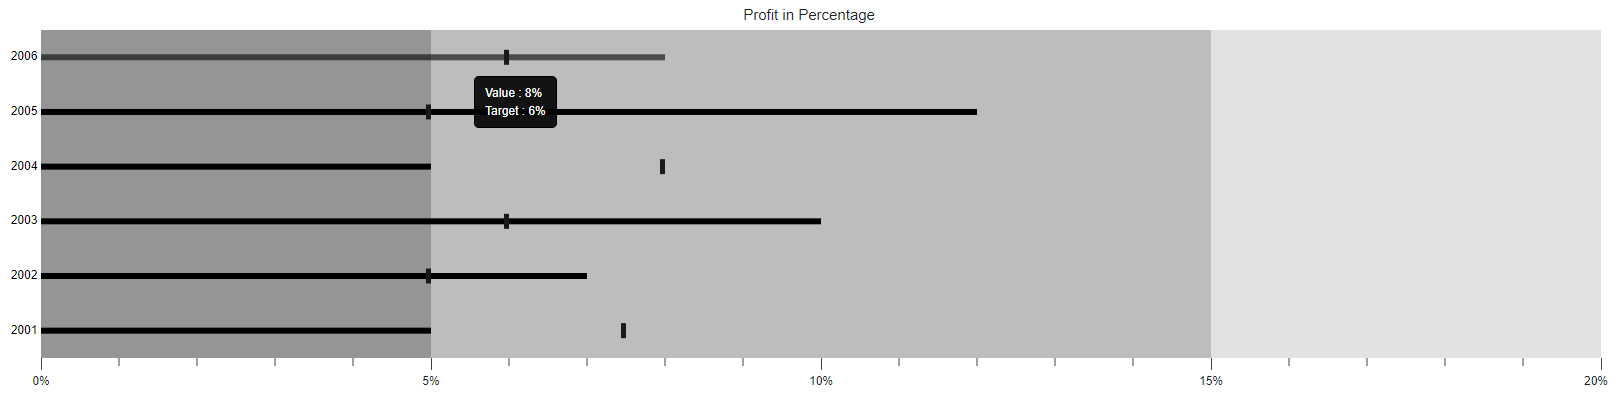 Profit in Percentage
2006
Value : 8%
Target : 6%
2005
2004
2003
2002
2001
0% 5% 10% 15% 20%